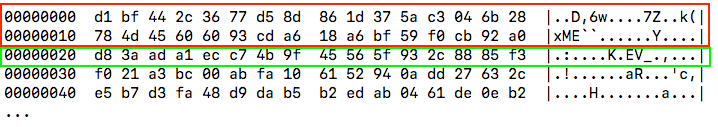 00000000  d1 bf 44 2c 36 77 d5 8d  86 1d 37 5a c3 04 6b 28  |..D,6w....7Z..k(|
00000010  78 4d 45 60 60 93 cd a6  18 a6 bf 59 f0 cb 92 a0  |xME``......Y....|
00000020  d8 3a ad a1 ec c7 4b 9f  45 56 5f 93 2c 88 85 f3  |.:....K.EV_.,...|
00000030  f0 21 a3 bc 00 ab fa 10  61 52 94 0a dd 27 63 2c  |.!......aR...'c,|
00000040  e5 b7 d3 fa 48 d9 da b5  b2 ed ab 04 61 de 0e b2  |....H.......a...|
...